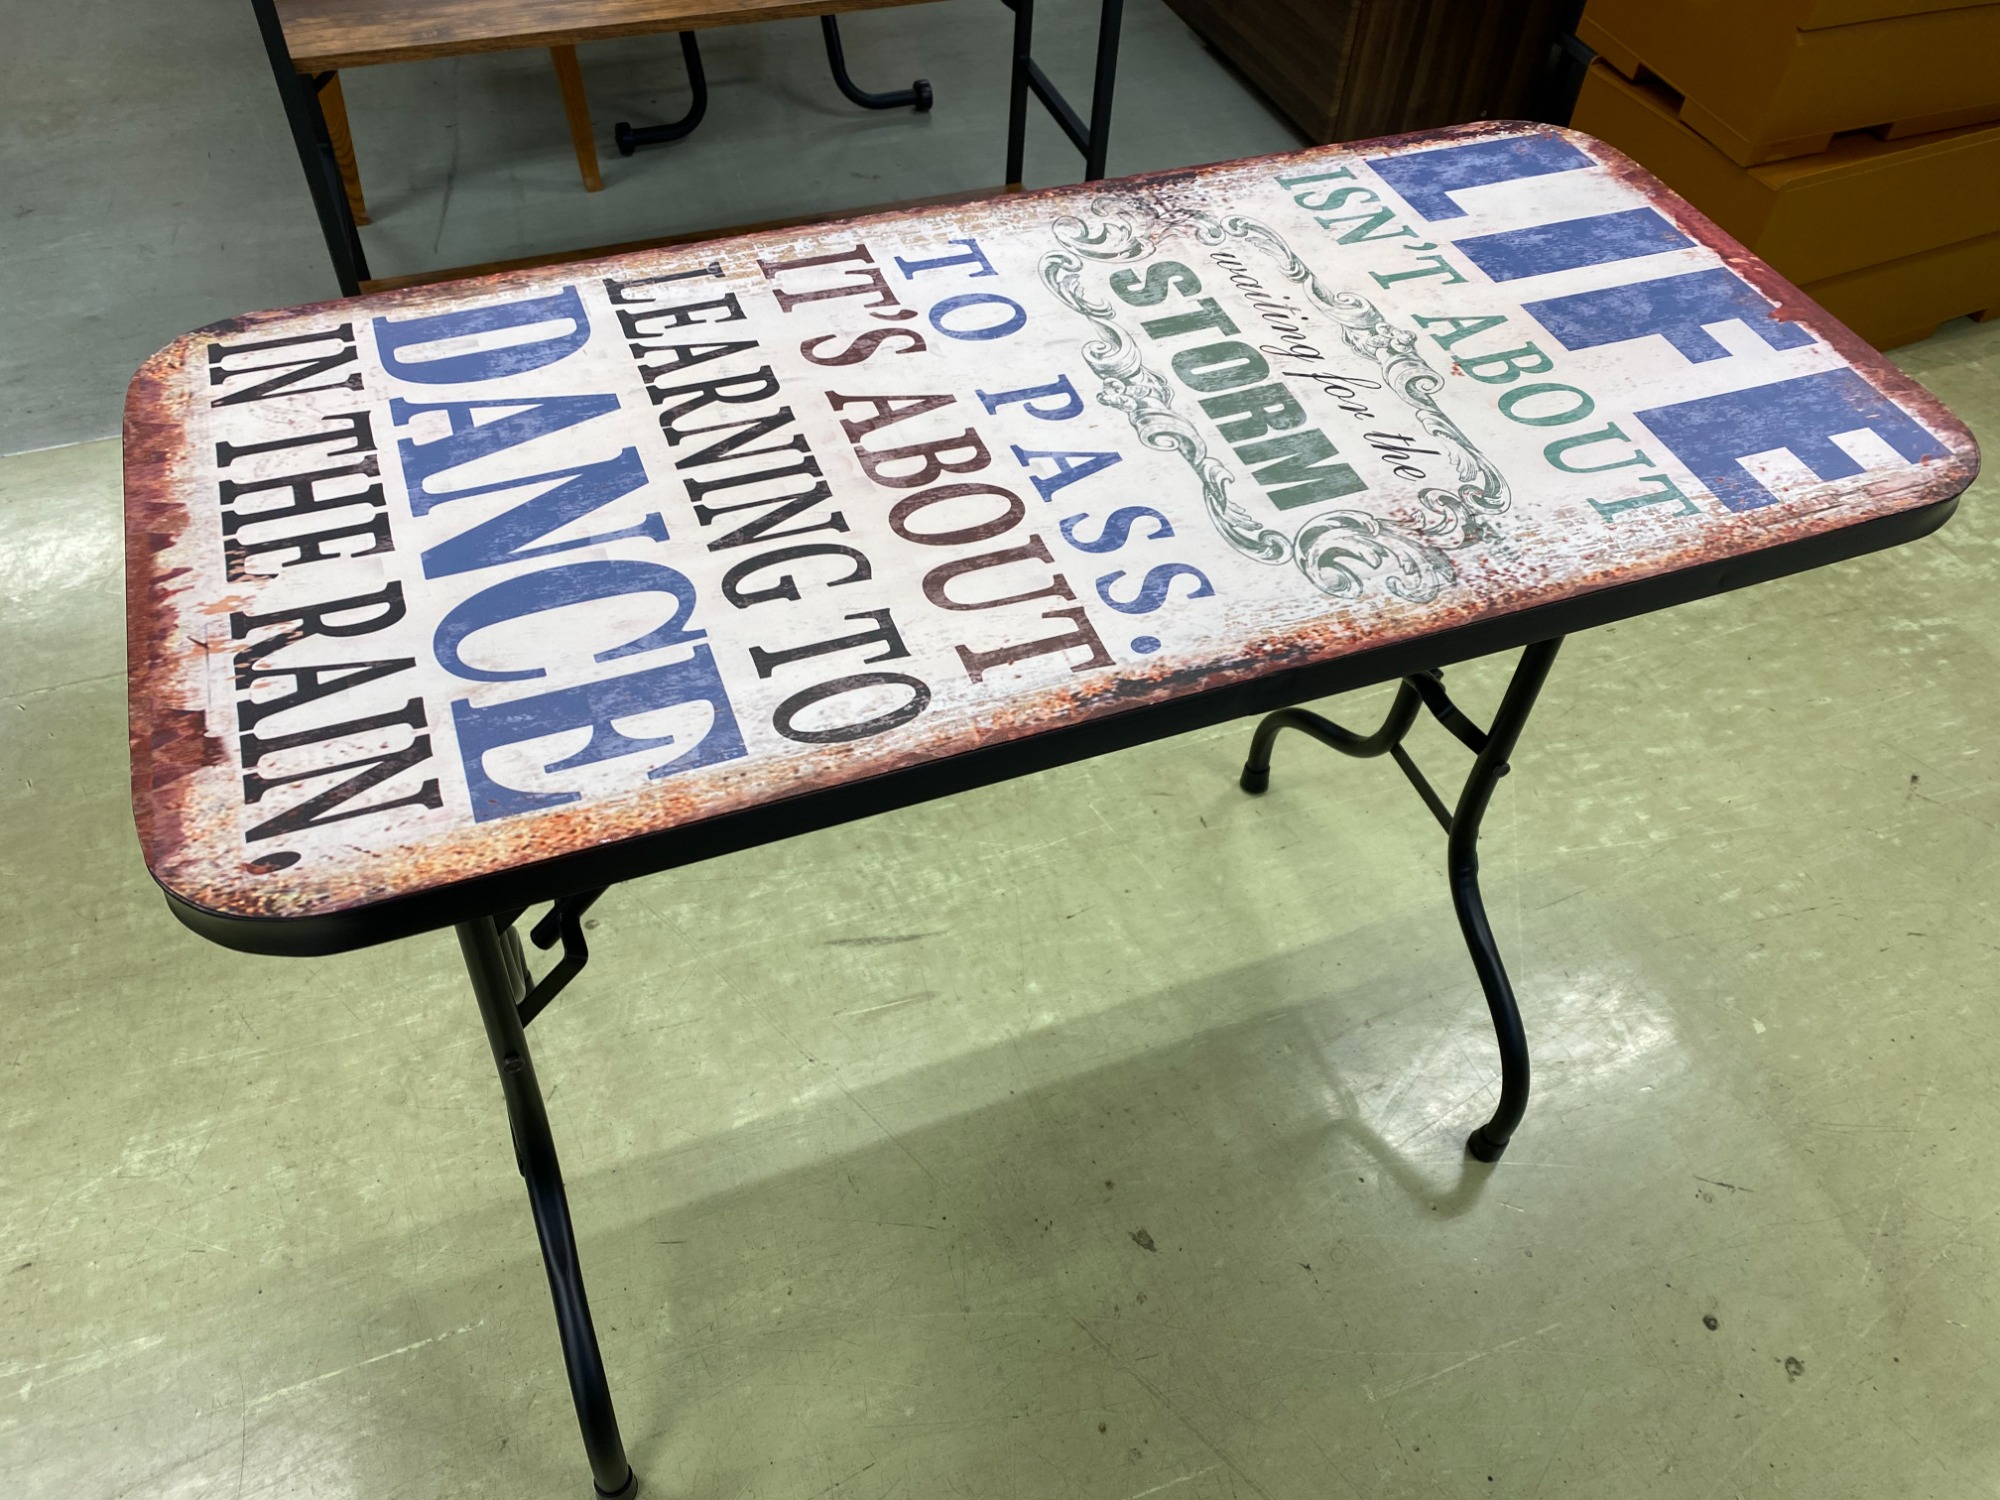 LIFE
ISN'T ABOUT
waiting for the
STORM
TO PASS.
IT'S ABOUT
LEARNING TO
DANCE
IN THE RAIN.